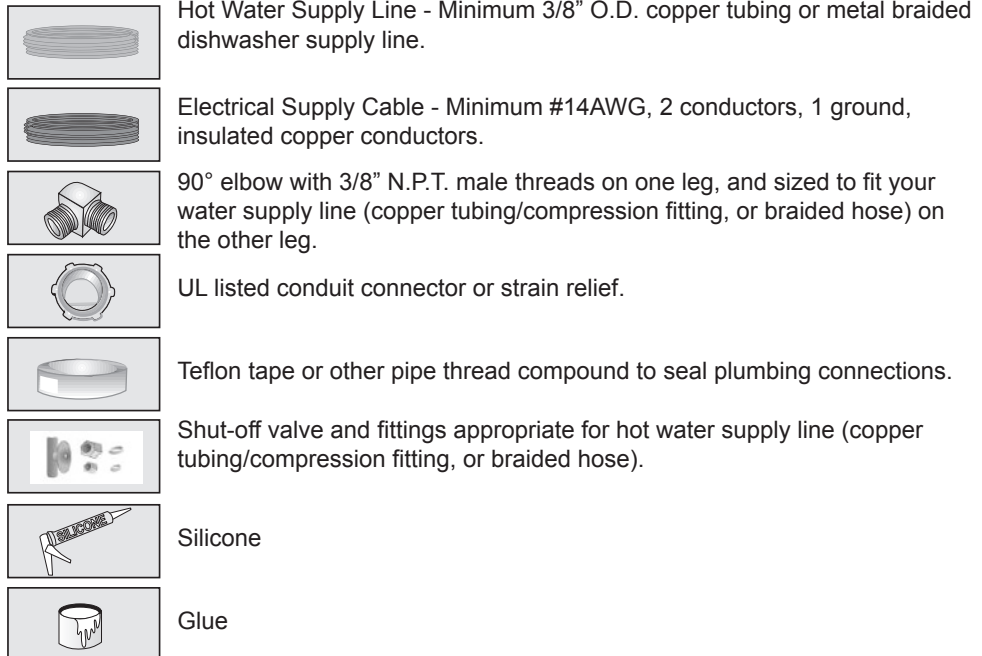 Hot Water Supply Line - Minimum 3/8” O.D. copper tubing or metal braided
dishwasher supply line.
Electrical Supply Cable - Minimum #14AWG, 2 conductors, 1 ground,
insulated copper conductors.
90° elbow with 3/8” N.P.T. male threads on one leg, and sized to fit your
water supply line (copper tubing/compression fitting, or braided hose) on
the other leg.
UL listed conduit connector or strain relief.
Teflon tape or other pipe thread compound to seal plumbing connections.
Shut-off valve and fittings appropriate for hot water supply line (copper
tubing/compression fitting, or braided hose).
SILICONE
Silicone
Glue